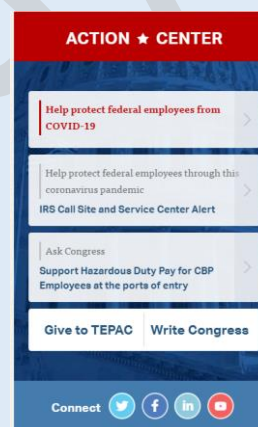 ACTION ★ CENTER
Help protect federal employees from
COVID-19
Help protect federal employees through this
coronavirus pandemic
IRS Call Site and Service Center Alert
Ask Congress
Support Hazardous Duty Pay for CBP
Employees at the ports of entry
Give to TEPAC Write Congress
Connect